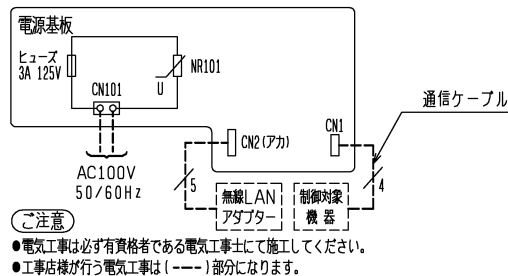 電源基板
ヒューズ
3A 125V
CN101
U
NR101
CN2(アカ)
CN1
通信ケーブル
AC100V
50/60Hz
5
4
無線LAN
アダプター
制御対象
機器
ご注意
●電気工事は必ず有資格者である電気工事士にて施工してください。
●工事店様が行う電気工事は(----)部分になります。